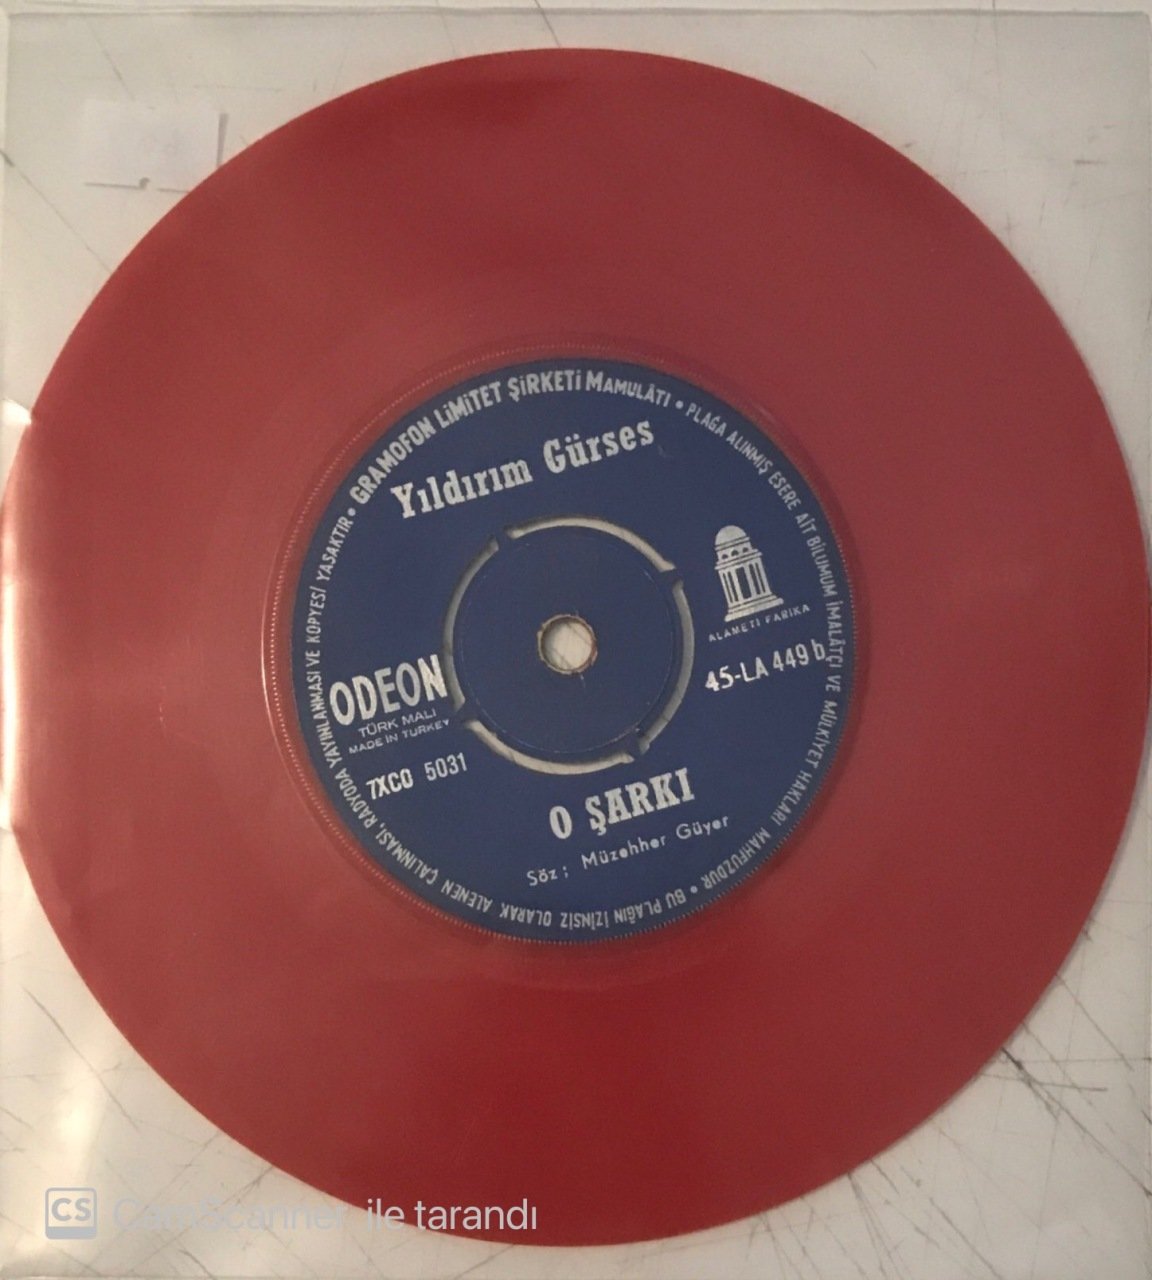 GRAMOFON LİMİTET ŞİRKETİ MAMULÂTI • PLAĞA ALINMIŞ ESERE AİT BİLUMUM İMALÂTÇI VE MÜLKİYET HAKLARI MAHFUZDUR • BU PLAĞIN İZİNSİZ OLARAK ALENEN ÇALINMASI, RADYODA YAYINLANMASI VE KOPYESİ YASAKTIR •
Yıldırım Gürses
ALAMETİ FARİKA
ODEON
TÜRK MALI
MADE IN TURKEY
45-LA 449 b
7XCO 5031
O ŞARKI
Söz ; Müzehher Güyer
CS CamScanner ile tarandı